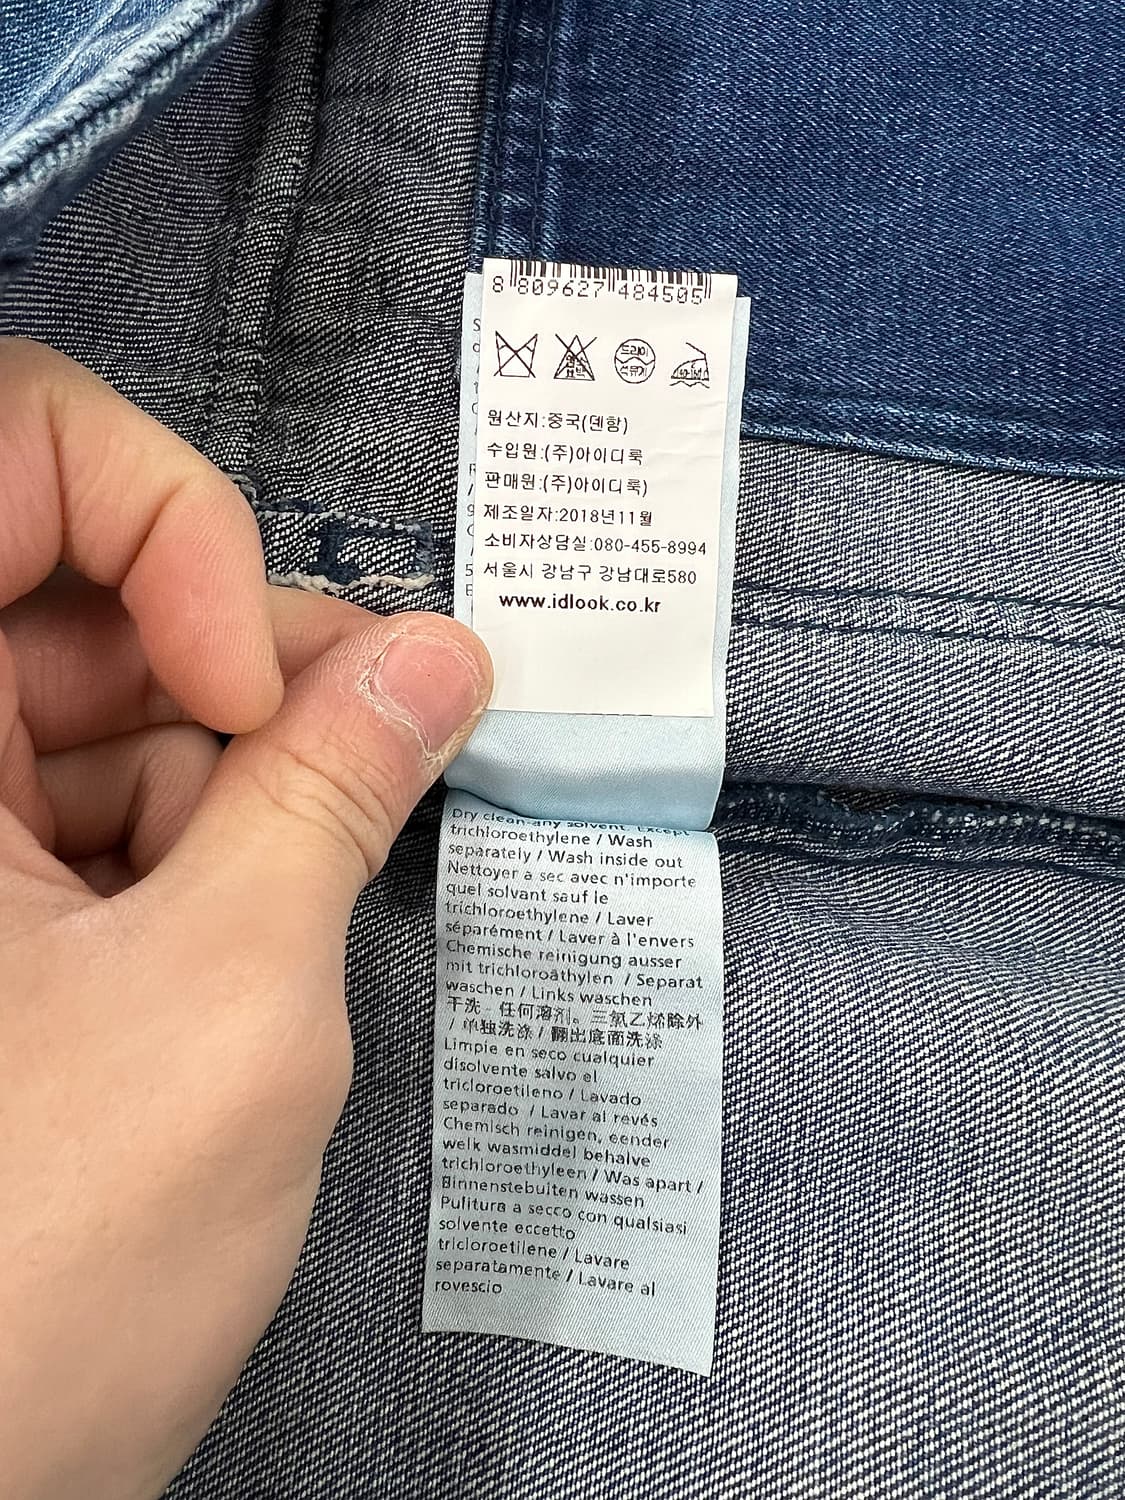 8 809627 484505
드라이
석유계
원산지:중국(덴함)
수입원:(주)아이디룩
판매원:(주)아이디룩)
제조일자:2018년11월
소비자상담실:080-455-8994
서울시 강남구 강남대로580
www.idlook.co.kr
Dry clean-any solvent. Except
trichloroethylene / Wash
separately / Wash inside out
Nettoyer a sec avec n'importe
quel solvant sauf le
trichloroethylene / Laver
séparément / Laver à l'envers
Chemische reinigung ausser
mit trichloroäthylen / Separat
waschen / Links waschen
干洗 - 任何溶剂。三氯乙烯除外
/ 单独洗涤 / 翻出底面洗涤
Limpie en seco cualquier
disolvente salvo el
tricloroetileno / Lavado
separado / Lavar al revés
Chemisch reinigen, eender
welk wasmiddel behalve
trichloroethyleen / Was apart /
Binnenstebuiten wassen
Pulitura a secco con qualsiasi
solvente eccetto
tricloroetilene / Lavare
separatamente / Lavare al
rovescio